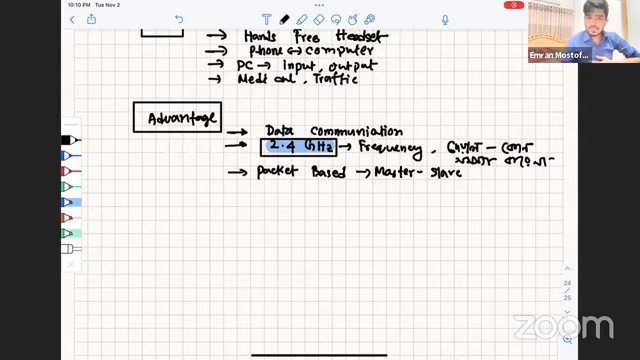 10:10 PM Tue Nov 2
→ Hands Free Headset
→ Phone ↔ Computer
→ PC → input, output
→ Medical, Traffic
Advantage
→ Data Communiation
→ 2.4 GHz → Frequency,
→ Packet Based → Master-Slave
24
/
25
Emran Mostof...
zoom